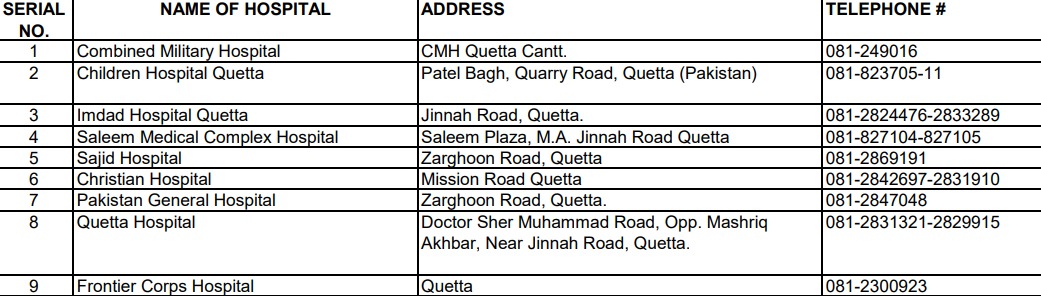 SERIAL NO. NAME OF HOSPITAL ADDRESS TELEPHONE #
1 Combined Military Hospital CMH Quetta Cantt. 081-249016
2 Children Hospital Quetta Patel Bagh, Quarry Road, Quetta (Pakistan) 081-823705-11
3 Imdad Hospital Quetta Jinnah Road, Quetta. 081-2824476-2833289
4 Saleem Medical Complex Hospital Saleem Plaza, M.A. Jinnah Road Quetta 081-827104-827105
5 Sajid Hospital Zarghoon Road, Quetta 081-2869191
6 Christian Hospital Mission Road Quetta 081-2842697-2831910
7 Pakistan General Hospital Zarghoon Road, Quetta. 081-2847048
8 Quetta Hospital Doctor Sher Muhammad Road, Opp. Mashriq 081-2831321-2829915
Akhbar, Near Jinnah Road, Quetta.
9 Frontier Corps Hospital Quetta 081-2300923